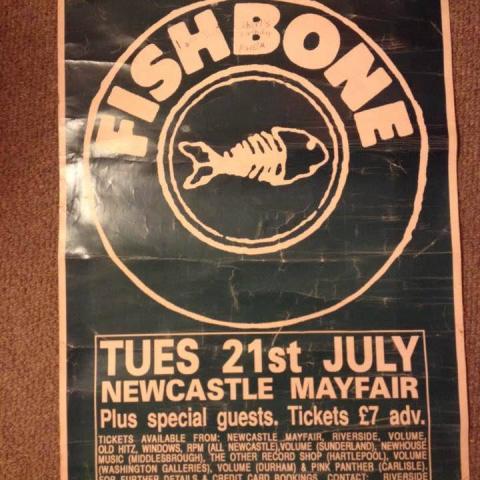 FISHBONE
TUES 21st JULY
NEWCASTLE MAYFAIR
Plus special guests. Tickets £7 adv.
TICKETS AVAILABLE FROM: NEWCASTLE MAYFAIR, RIVERSIDE, VOLUME,
OLD HITZ, WINDOWS, RPM (ALL NEWCASTLE),VOLUME (SUNDERLAND), NEWHOUSE
MUSIC (MIDDLESBROUGH), THE OTHER RECORD SHOP (HARTLEPOOL), VOLUME
(WASHINGTON GALLERIES), VOLUME (DURHAM) & PINK PANTHER (CARLISLE).
FOR FURTHER DETAILS & CREDIT CARD BOOKINGS CONTACT: RIVERSIDE